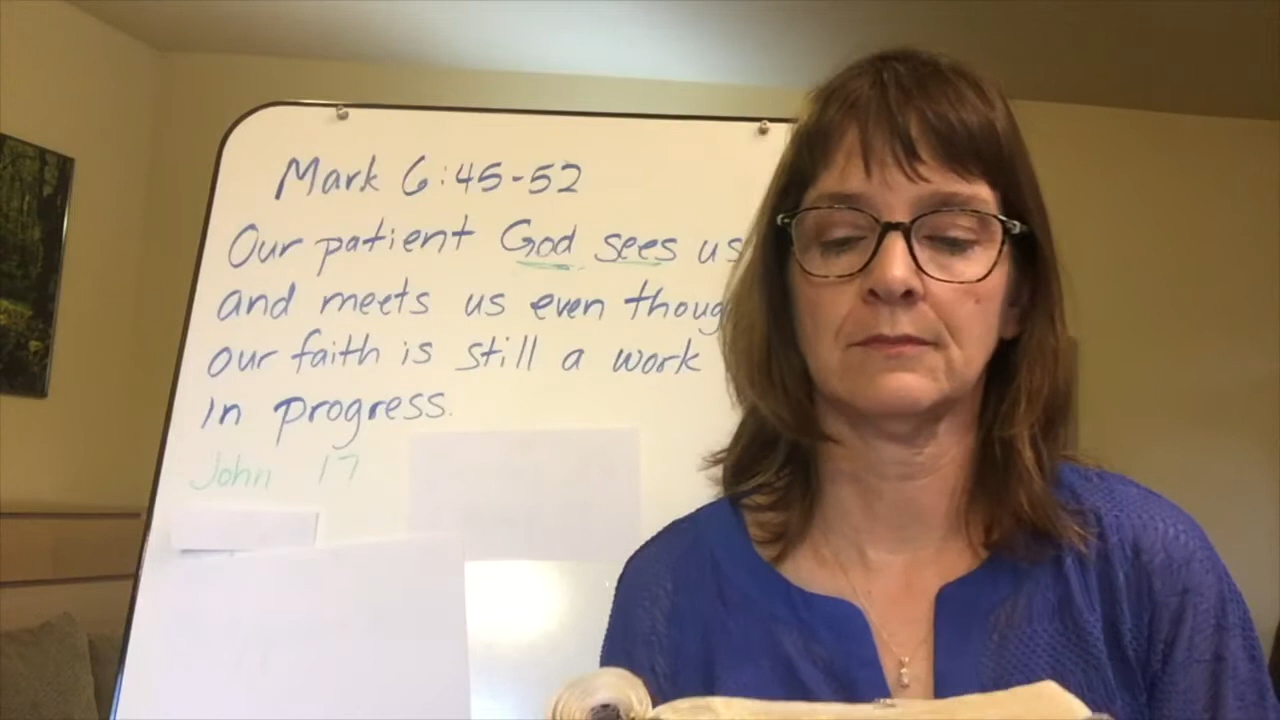 Mark 6:45-52
Our patient God sees us
and meets us even thoug
our faith is still a work
in progress.
John 17